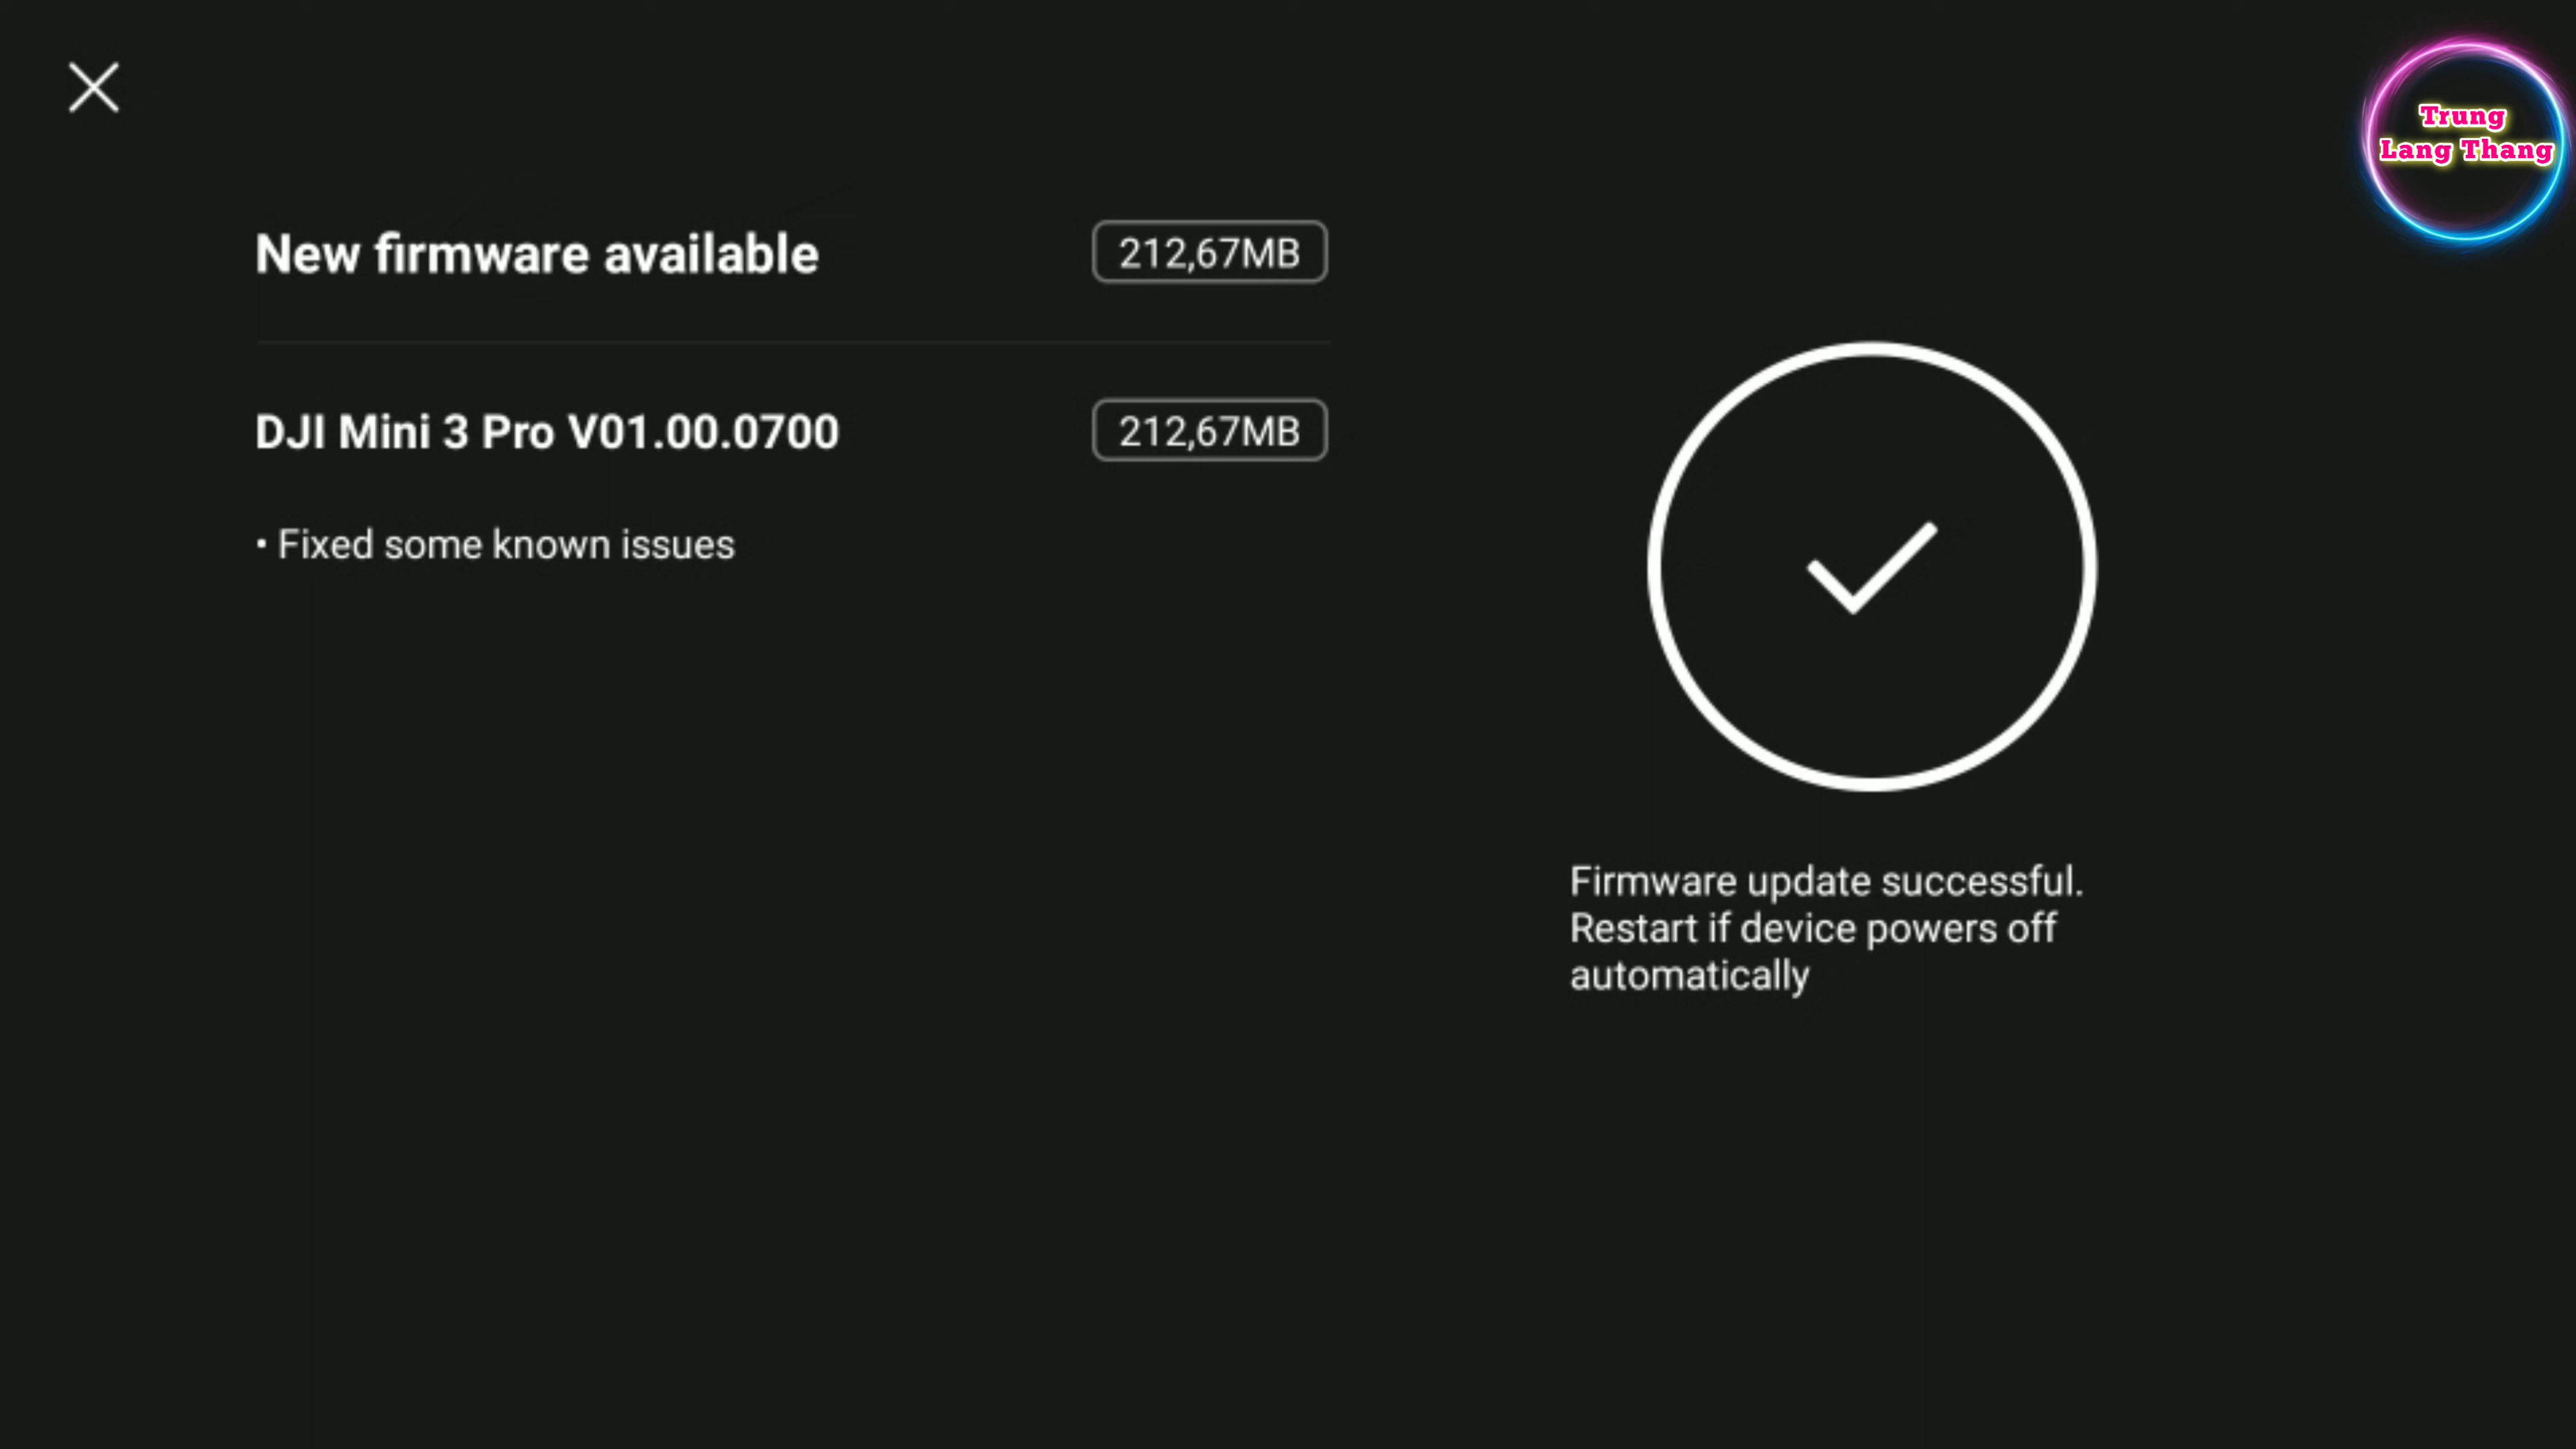 Trung
Lang Thang
New firmware available
212,67MB
DJI Mini 3 Pro V01.00.0700
212,67MB
• Fixed some known issues
Firmware update successful.
Restart if device powers off
automatically